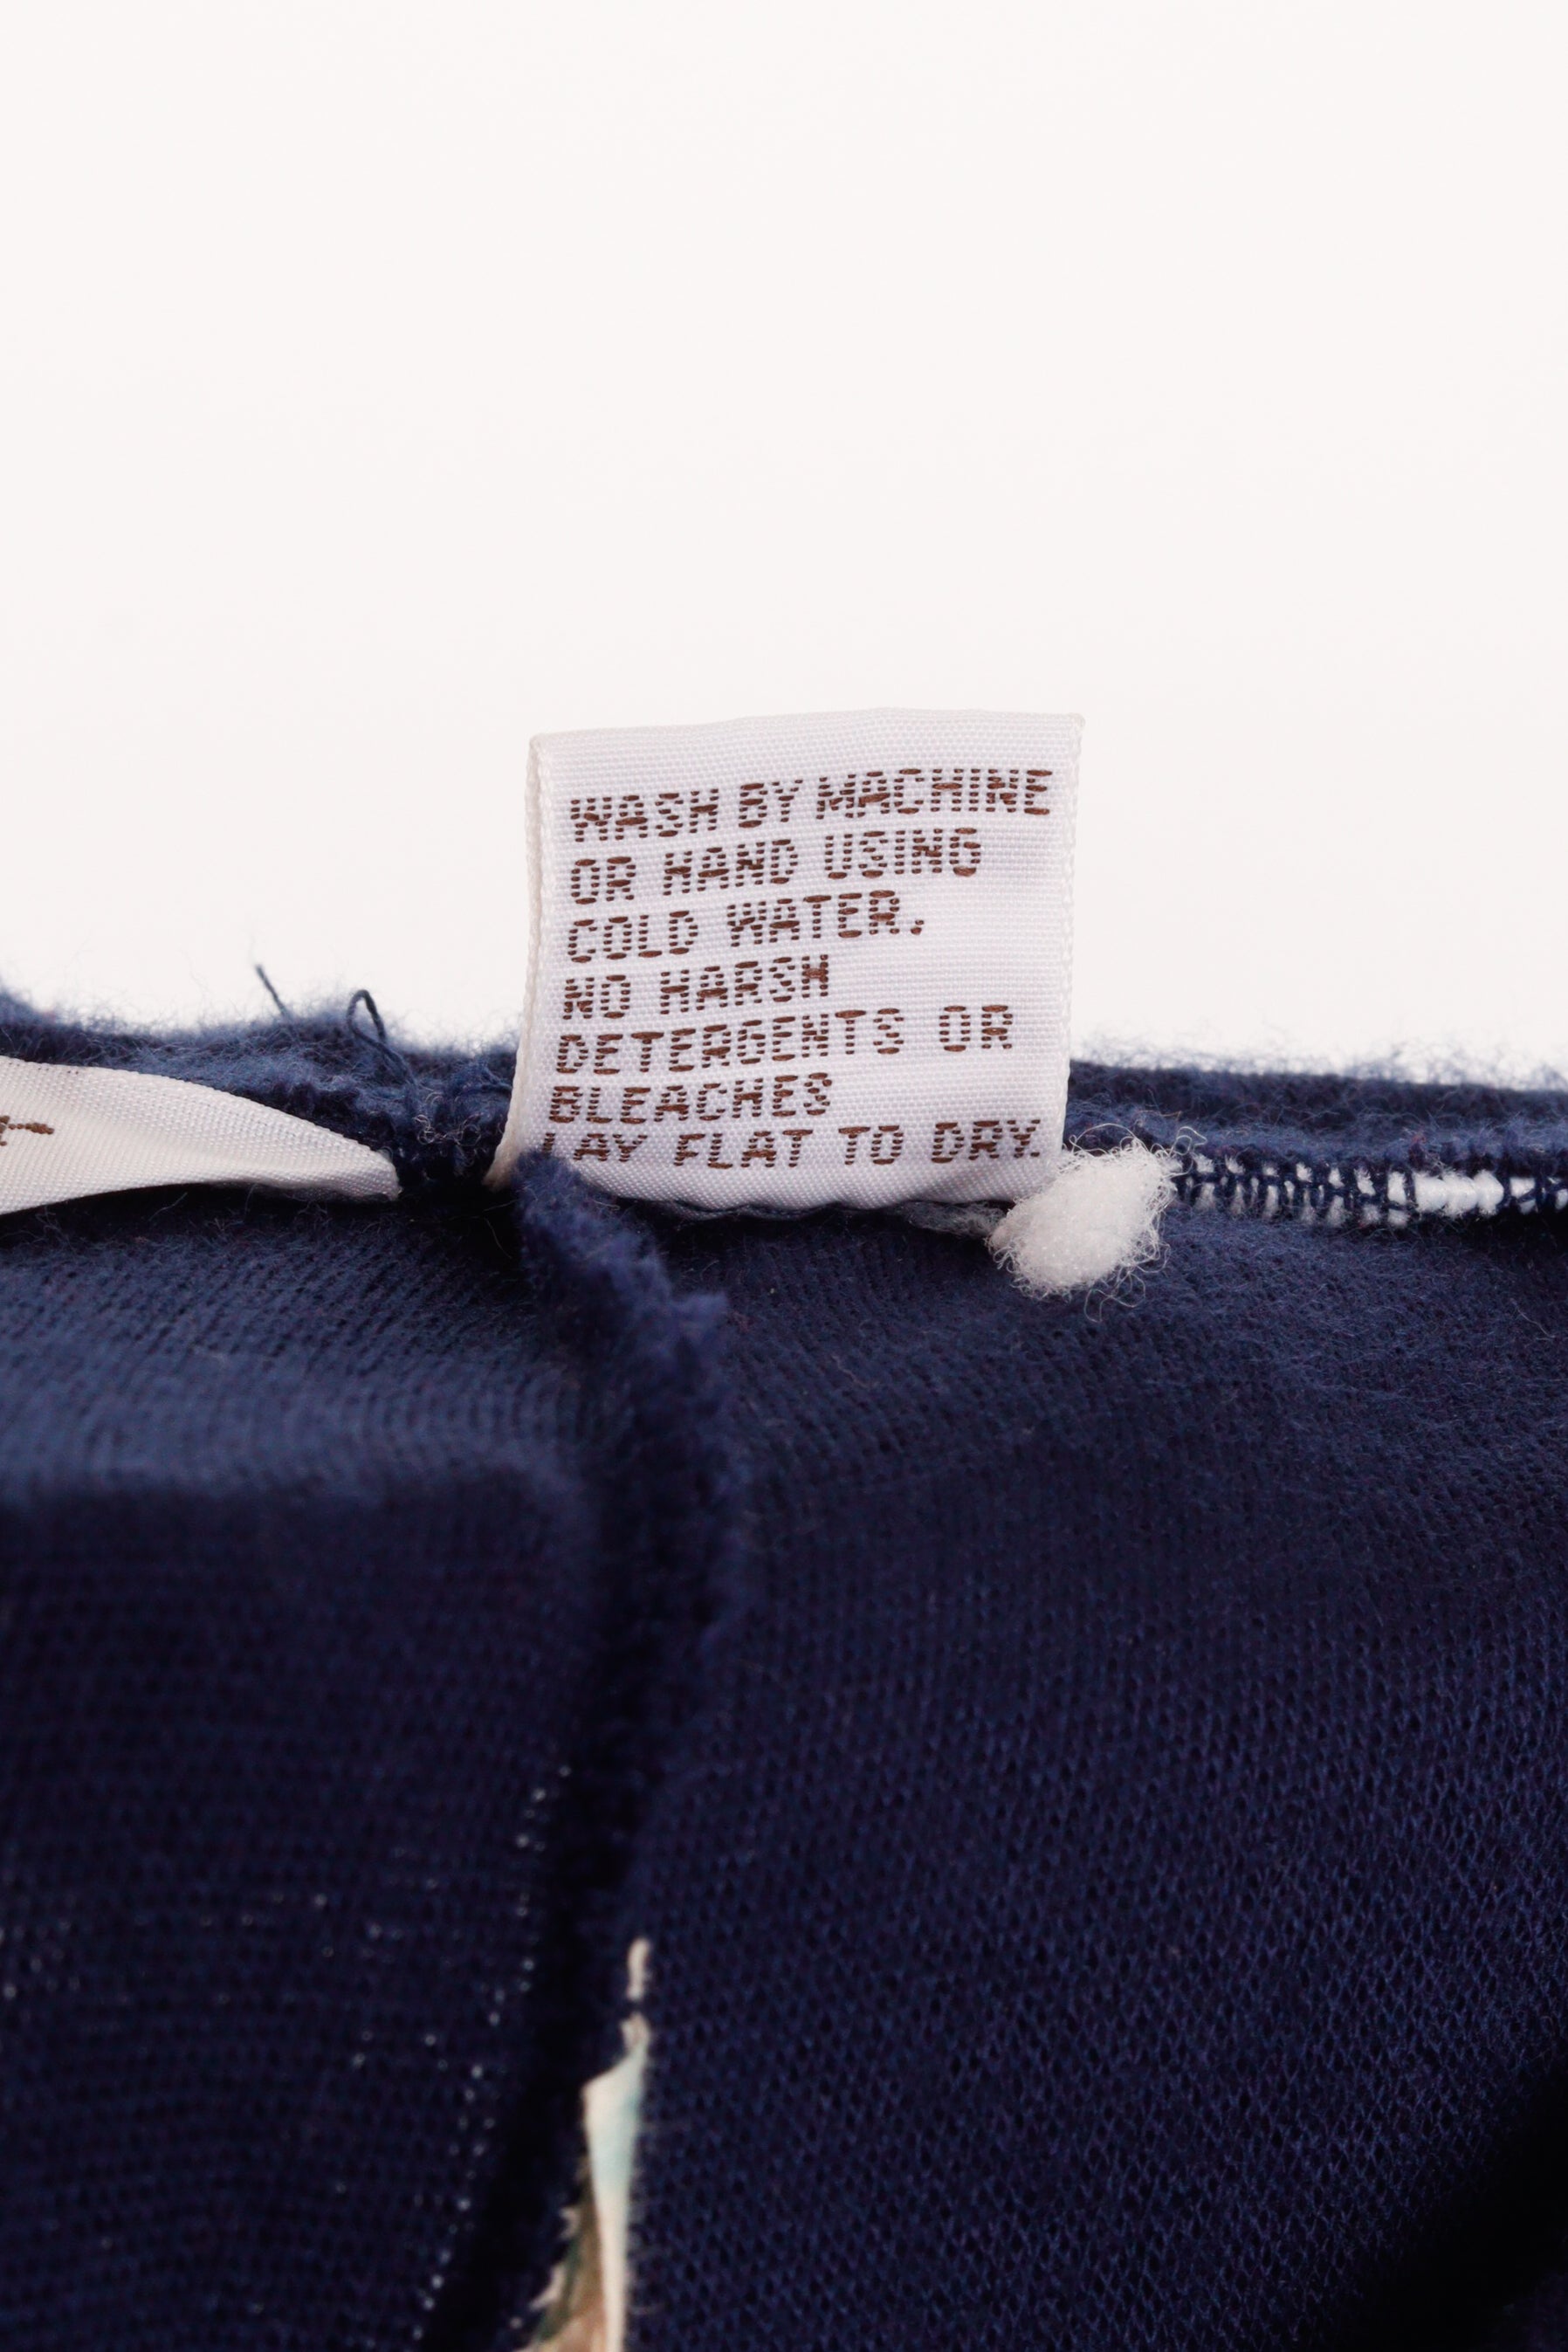 WASH BY MACHINE
OR HAND USING
COLD WATER,
NO HARSH
DETERGENTS OR
BLEACHES
LAY FLAT TO DRY.